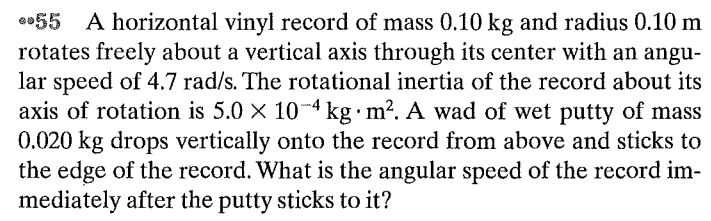 ••55 A horizontal vinyl record of mass 0.10 kg and radius 0.10 m
rotates freely about a vertical axis through its center with an angu-
lar speed of 4.7 rad/s. The rotational inertia of the record about its
axis of rotation is 5.0 × 10⁻⁴ kg · m². A wad of wet putty of mass
0.020 kg drops vertically onto the record from above and sticks to
the edge of the record. What is the angular speed of the record im-
mediately after the putty sticks to it?